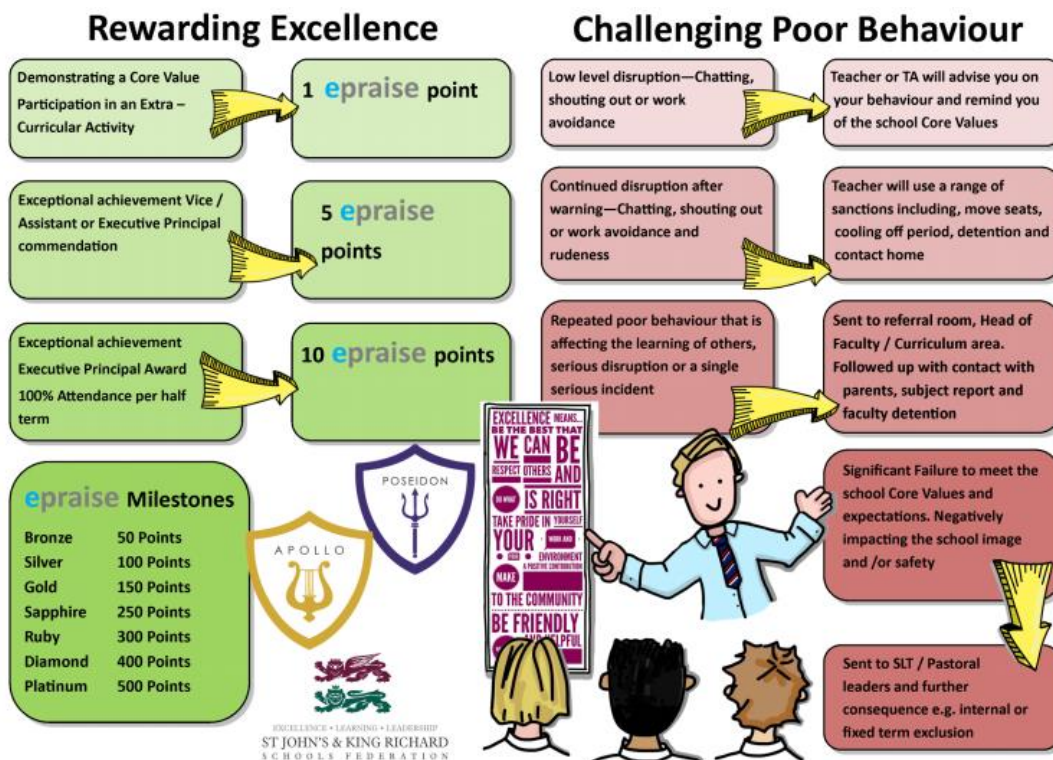 Rewarding Excellence
Demonstrating a Core Value
Participation in an Extra –
Curricular Activity
1 epraise point
Exceptional achievement Vice /
Assistant or Executive Principal
commendation
5 epraise
points
Exceptional achievement
Executive Principal Award
100% Attendance per half
term
10 epraise points
epraise Milestones
Bronze 50 Points
Silver 100 Points
Gold 150 Points
Sapphire 250 Points
Ruby 300 Points
Diamond 400 Points
Platinum 500 Points
APOLLO
POSEIDON
EXCELLENCE • LEARNING • LEADERSHIP
ST JOHN'S & KING RICHARD
SCHOOLS FEDERATION
EXCELLENCE MEANS...
BE THE BEST THAT
WE CAN BE
RESPECT OTHERS AND
DO WHAT IS RIGHT
TAKE PRIDE IN YOURSELF
YOUR WORK AND
ENVIRONMENT
MAKE A POSITIVE CONTRIBUTION
TO THE COMMUNITY
BE FRIENDLY
AND HELPFUL
Challenging Poor Behaviour
Low level disruption—Chatting,
shouting out or work
avoidance
Teacher or TA will advise you on
your behaviour and remind you
of the school Core Values
Continued disruption after
warning—Chatting, shouting out
or work avoidance and
rudeness
Teacher will use a range of
sanctions including, move seats,
cooling off period, detention and
contact home
Repeated poor behaviour that is
affecting the learning of others,
serious disruption or a single
serious incident
Sent to referral room, Head of
Faculty / Curriculum area.
Followed up with contact with
parents, subject report and
faculty detention
Significant Failure to meet the
school Core Values and
expectations. Negatively
impacting the school image
and /or safety
Sent to SLT / Pastoral
leaders and further
consequence e.g. internal or
fixed term exclusion